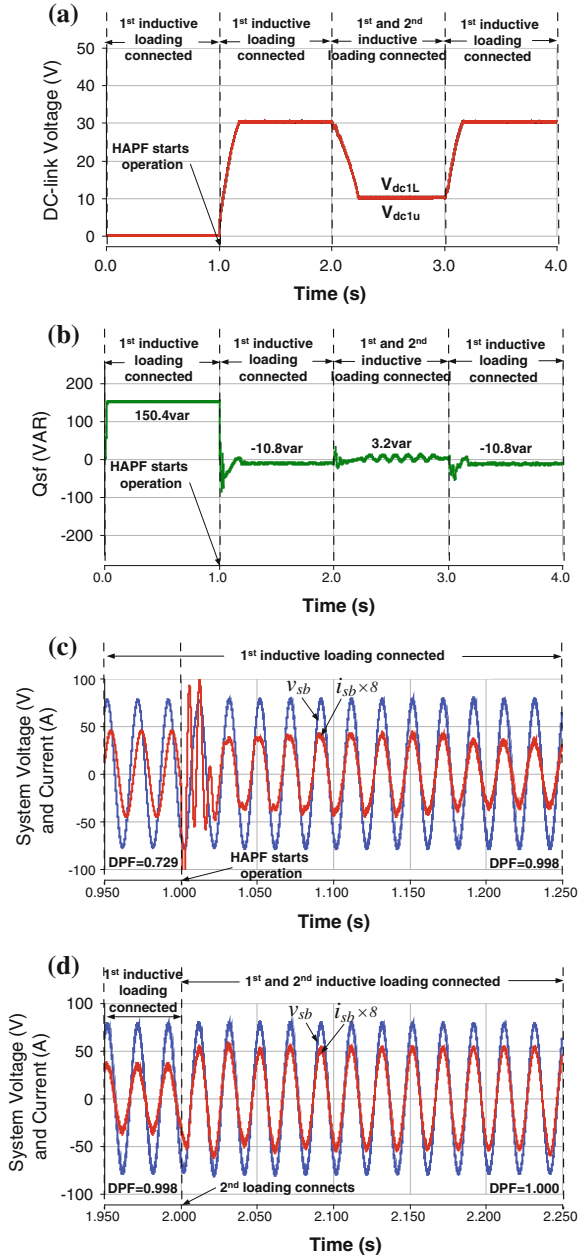 (a)
1st inductive loading connected
1st inductive loading connected
1st and 2nd inductive loading connected
1st inductive loading connected
DC-link Voltage (V)
50
40
30
20
10
0
HAPF starts operation
Vdc1L
Vdc1u
0.0 1.0 2.0 3.0 4.0
Time (s)
(b)
1st inductive loading connected
1st inductive loading connected
1st and 2nd inductive loading connected
1st inductive loading connected
Qsf (VAR)
200
100
0
-100
-200
150.4var
-10.8var
3.2var
-10.8var
HAPF starts operation
0.0 1.0 2.0 3.0 4.0
Time (s)
(c)
1st inductive loading connected
System Voltage (V) and Current (A)
100
50
0
-50
-100
vsb
isb×8
DPF=0.729
HAPF starts operation
DPF=0.998
0.950 1.000 1.050 1.100 1.150 1.200 1.250
Time (s)
(d)
1st inductive loading connected
1st and 2nd inductive loading connected
System Voltage (V) and Current (A)
100
50
0
-50
-100
vsb
isb×8
DPF=0.998
2nd loading connects
DPF=1.000
1.950 2.000 2.050 2.100 2.150 2.200 2.250
Time (s)